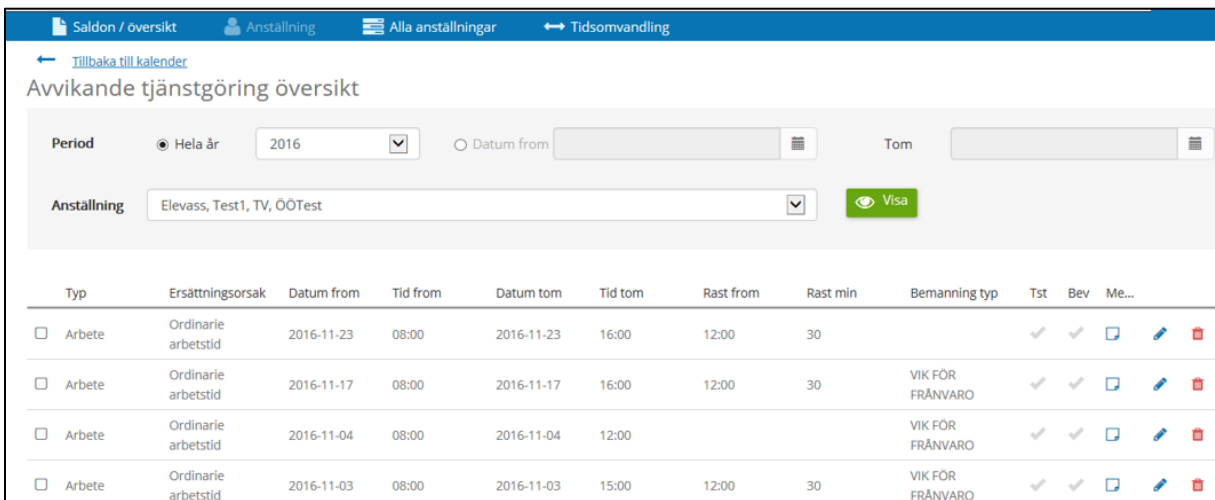 Saldon / översikt Anställning Alla anställningar Tidsomvandling
Tillbaka till kalender
Avvikande tjänstgöring översikt
Period Hela år 2016 Datum from Tom
Anställning Elevass, Test1, TV, ÖÖTest Visa
Typ Ersättningsorsak Datum from Tid from Datum tom Tid tom Rast from Rast min Bemanning typ Tst Bev Me...
Arbete Ordinarie arbetstid 2016-11-23 08:00 2016-11-23 16:00 12:00 30
Arbete Ordinarie arbetstid 2016-11-17 08:00 2016-11-17 16:00 12:00 30 VIK FÖR FRÅNVARO
Arbete Ordinarie arbetstid 2016-11-04 08:00 2016-11-04 12:00 VIK FÖR FRÅNVARO
Arbete Ordinarie arbetstid 2016-11-03 08:00 2016-11-03 15:00 12:00 30 VIK FÖR FRÅNVARO